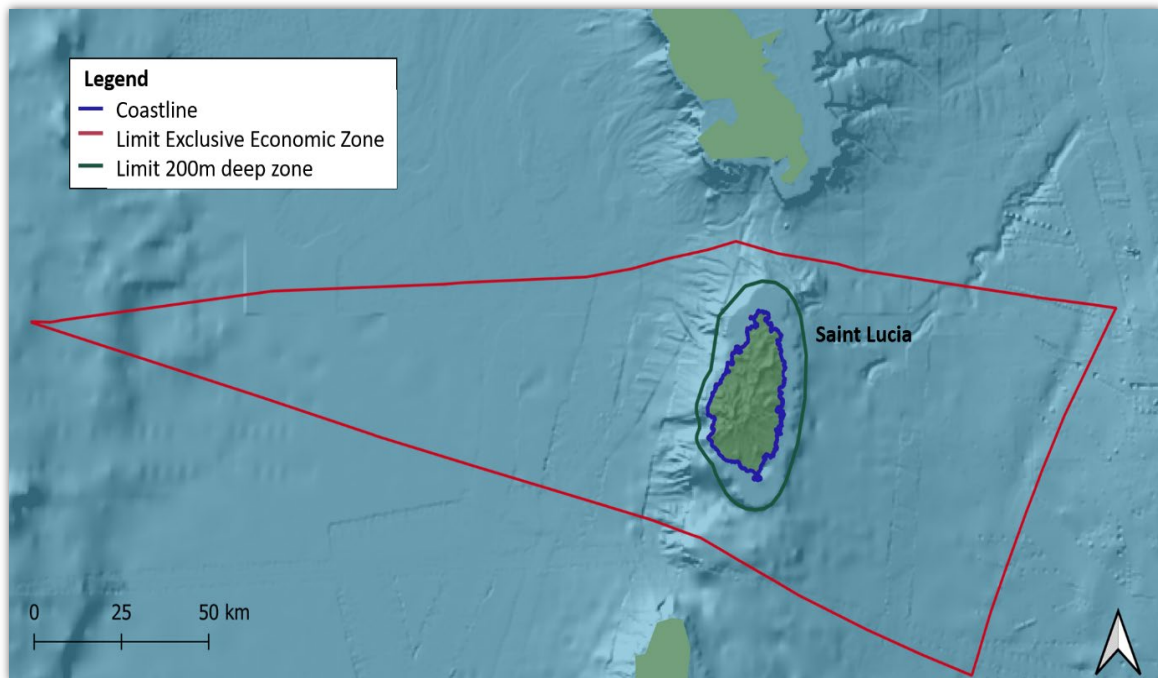 Legend
Coastline
Limit Exclusive Economic Zone
Limit 200m deep zone
Saint Lucia
0 25 50 km